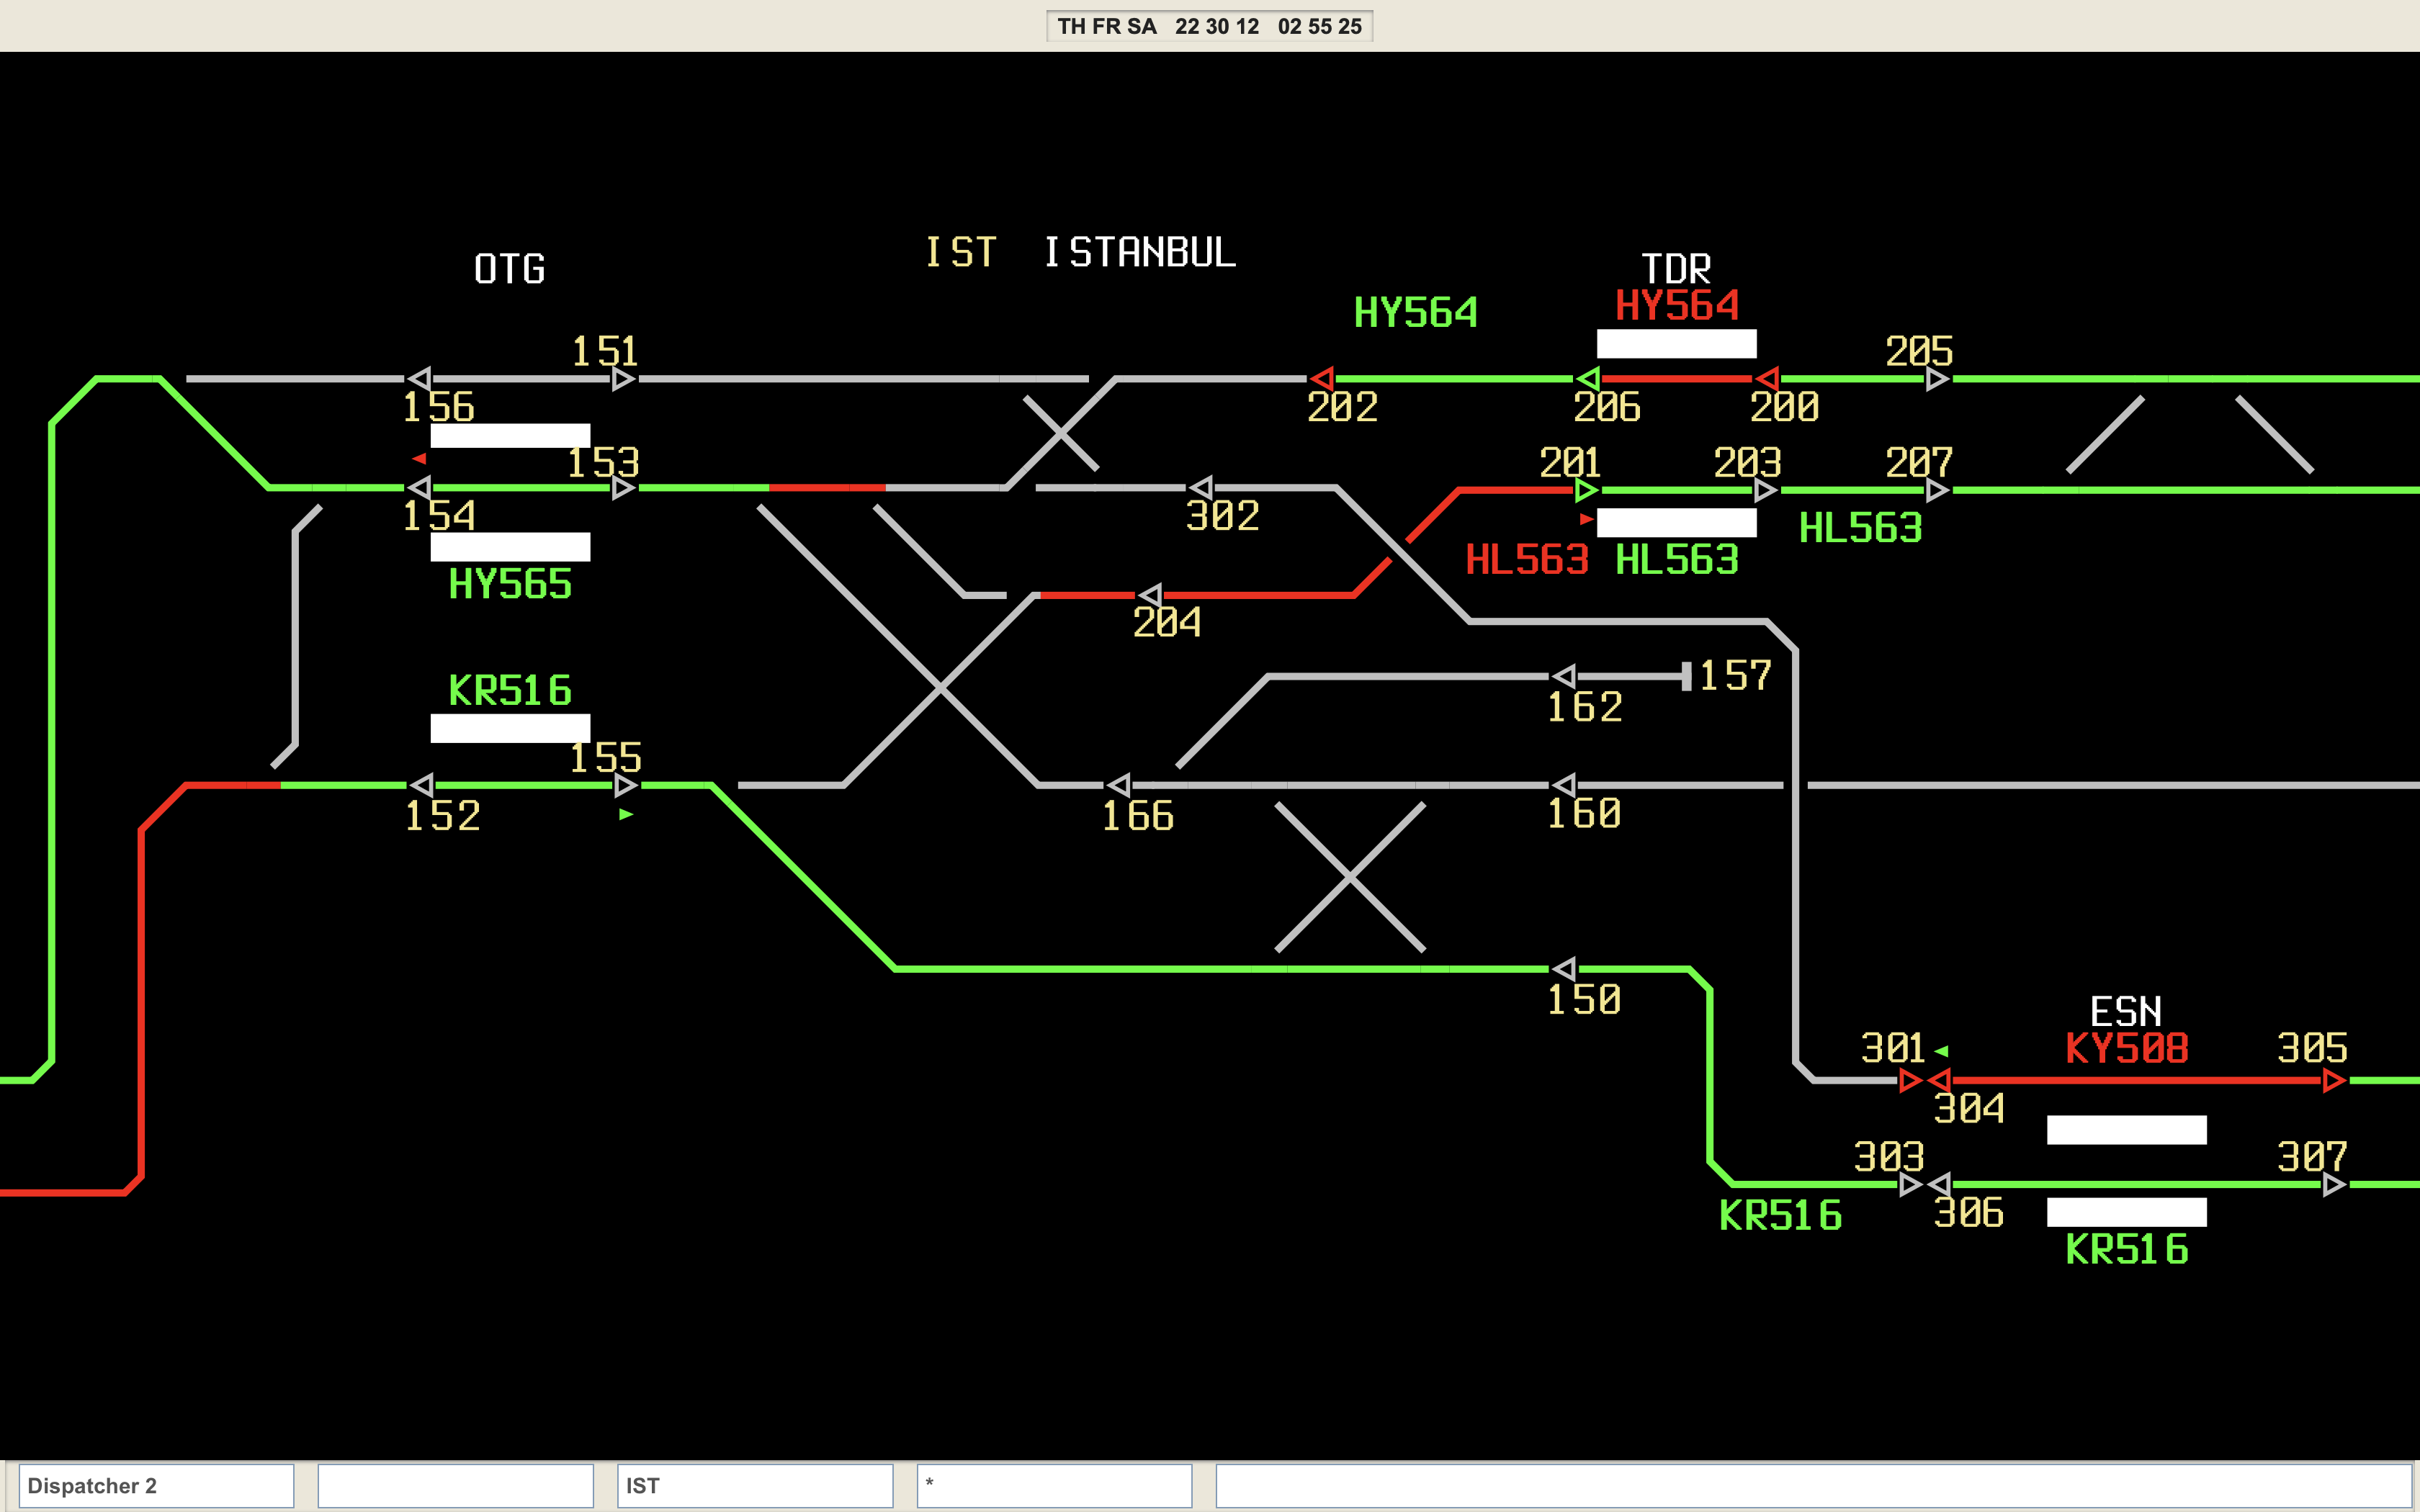 TH FR SA 22 30 12 02 55 25
IST ISTANBUL
OTG
TDR
HY564
HY564
151
205
156
202
206
200
153
201
203
207
154
302
HL563
HY565
HL563
HL563
204
KR516
157
162
155
152
166
160
150
ESN
301
KY508
305
304
303
307
KR516
306
KR516
Dispatcher 2
IST
*